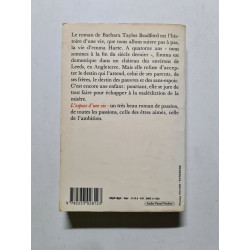 Le roman de Barbara Taylor Bradford est l'his-
toire d'une vie, que nous allons suivre pas à pas,
la vie d'Emma Harte. A quatorze ans - nous
sommes à la fin du siècle dernier -, Emma est
domestique dans un château des environs de
Leeds, en Angleterre. Mais elle refuse d'accep-
ter le destin qui l'attend, celui de ses parents, de
ses frères, le destin des pauvres et des sans-espoir.
C'est encore une enfant: pourtant, elle se jure de
tout faire pour échapper à la malédiction de la
misère.
L'espace d'une vie: un très beau roman de passion,
de toutes les passions, celle des êtres aimés, celle
de l'ambition.